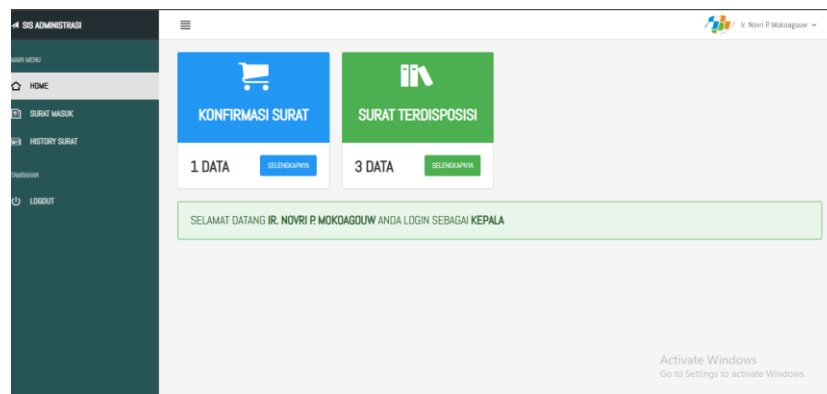 SIS ADMINISTRASI
Ir. Novri P. Mokoagouw
MAIN MENU
HOME
SURAT MASUK
HISTORY SURAT
TAMBAHAN
LOGOUT
KONFIRMASI SURAT
1 DATA
SELENGKAPNYA
SURAT TERDISPOSISI
3 DATA
SELENGKAPNYA
SELAMAT DATANG IR. NOVRI P. MOKOAGOUW ANDA LOGIN SEBAGAI KEPALA
Activate Windows
Go to Settings to activate Windows.